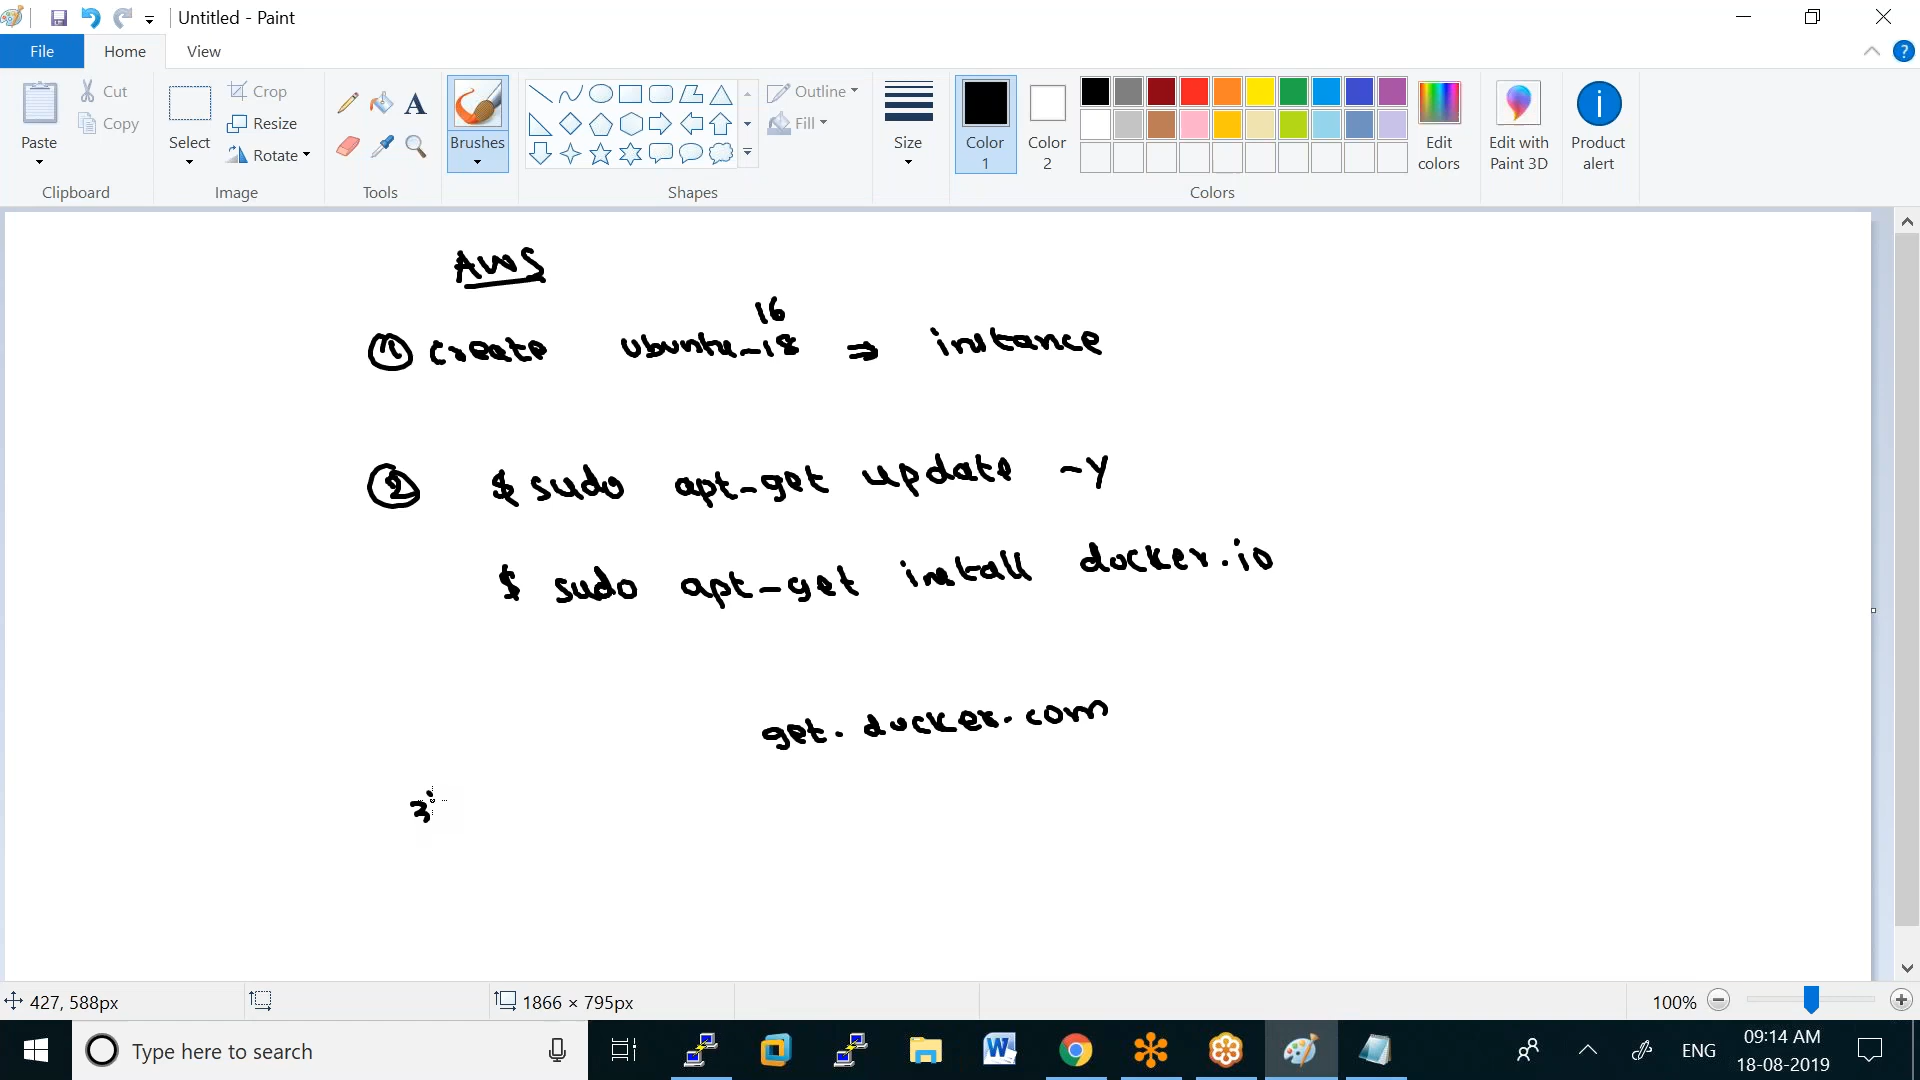 Untitled - Paint
File Home View
Paste Cut Copy Clipboard
Select Crop Resize Rotate Image
Tools
Brushes
Outline Fill Shapes
Size
Color 1 Color 2 Edit colors Colors
Edit with Paint 3D
Product alert
AWS
16
① create ubuntu-18 ⇒ instance
② $ sudo apt-get update -y
$ sudo apt-get install docker.io
get.docker.com
3
427, 588px 1866 × 795px 100%
Type here to search
ENG 09:14 AM
18-08-2019